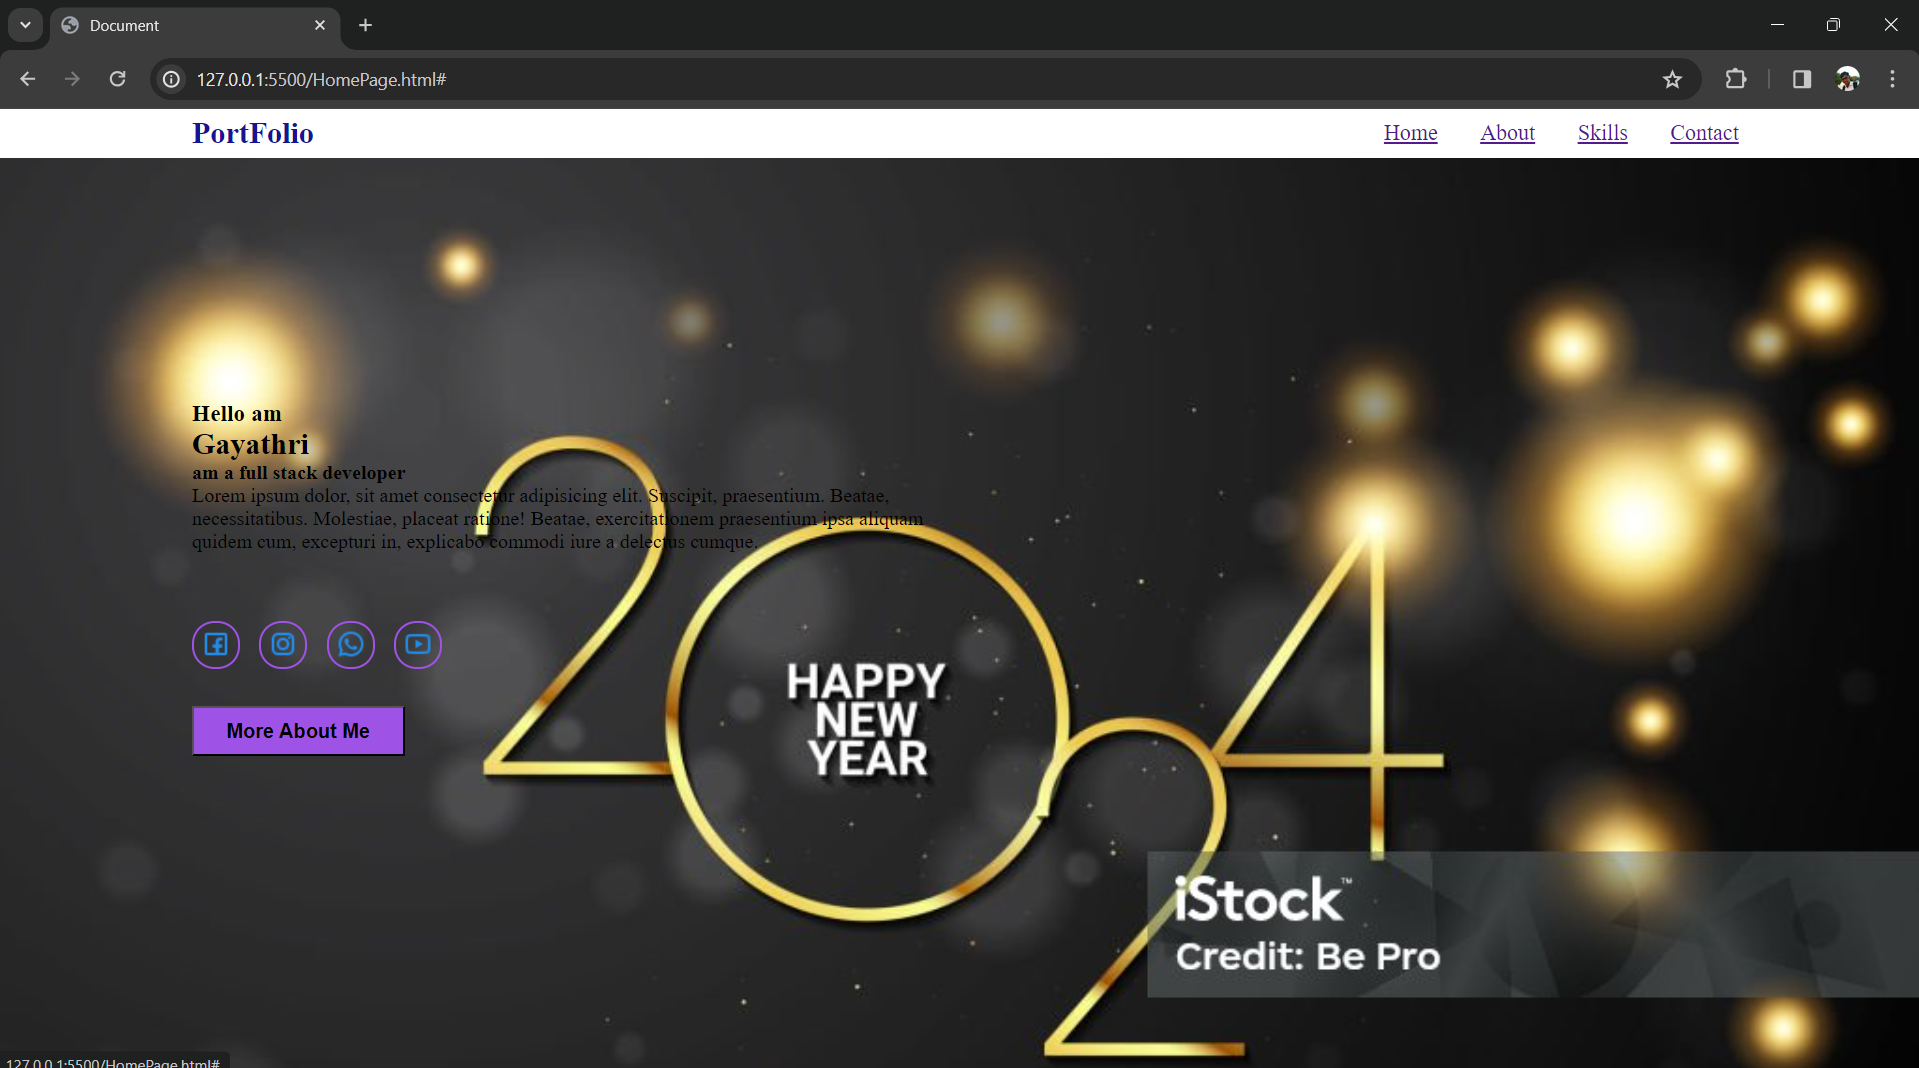 Document
127.0.0.1:5500/HomePage.html#
PortFolio
Home About Skills Contact
Hello am
Gayathri
am a full stack developer
Lorem ipsum dolor, sit amet consectetur adipisicing elit. Suscipit, praesentium. Beatae,
necessitatibus. Molestiae, placeat ratione! Beatae, exercitationem praesentium ipsa aliquam
quidem cum, excepturi in, explicabo commodi iure a delectus cumque.
More About Me
2024
HAPPY
NEW
YEAR
iStock™
Credit: Be Pro
127.0.0.1:5500/HomePage.html#